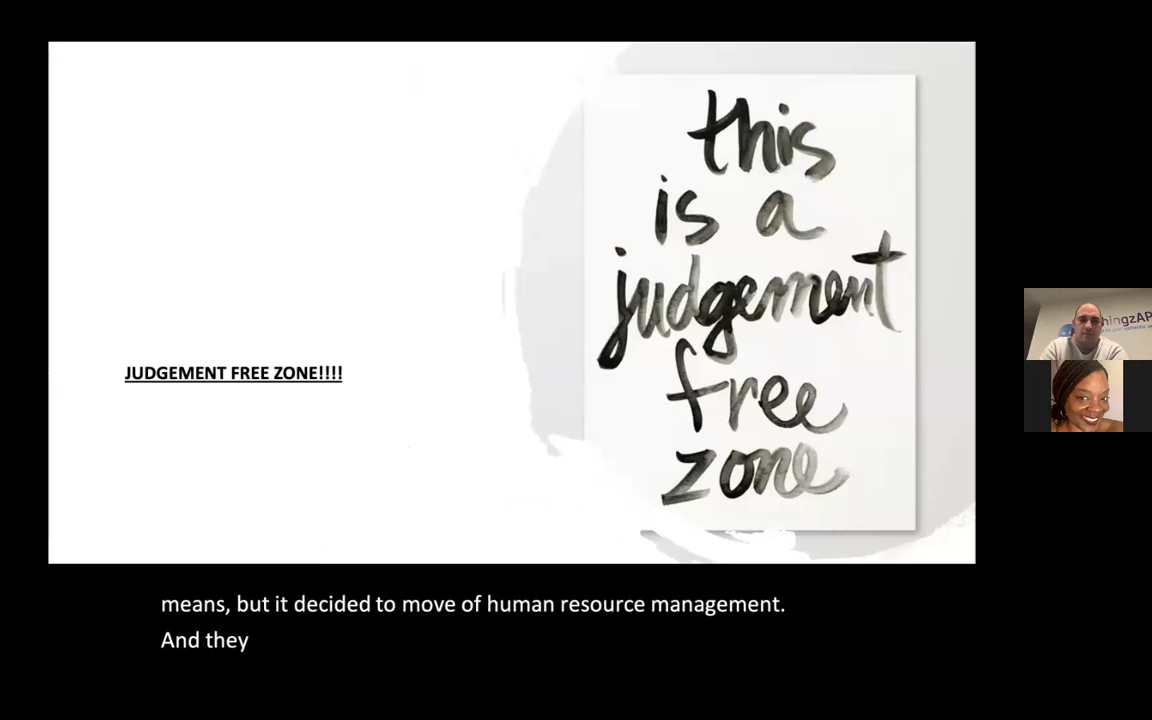 JUDGEMENT FREE ZONE!!!!
this
is a
judgement
free
zone
hingzAP
means, but it decided to move of human resource management.
And they